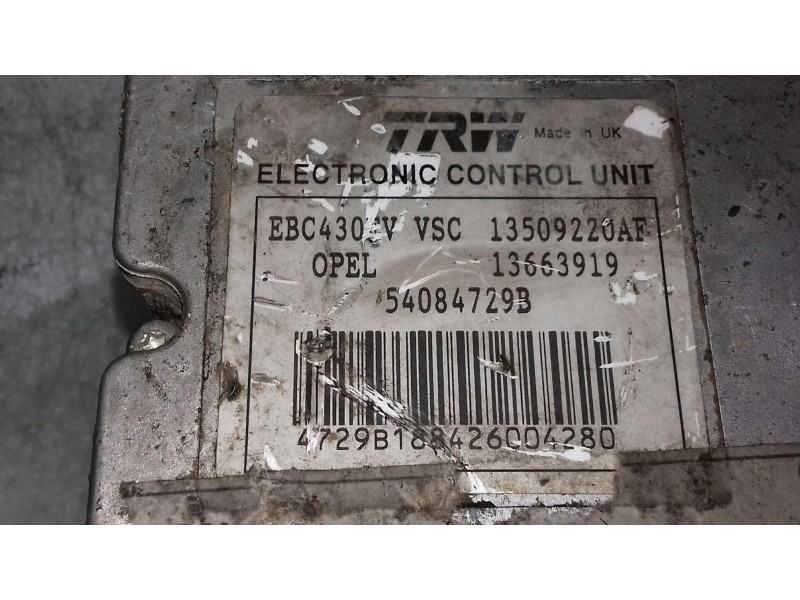 TRW Made in UK
ELECTRONIC CONTROL UNIT
VSC 13509220AF
OPEL 13663919
54084729B
4729B188426004280